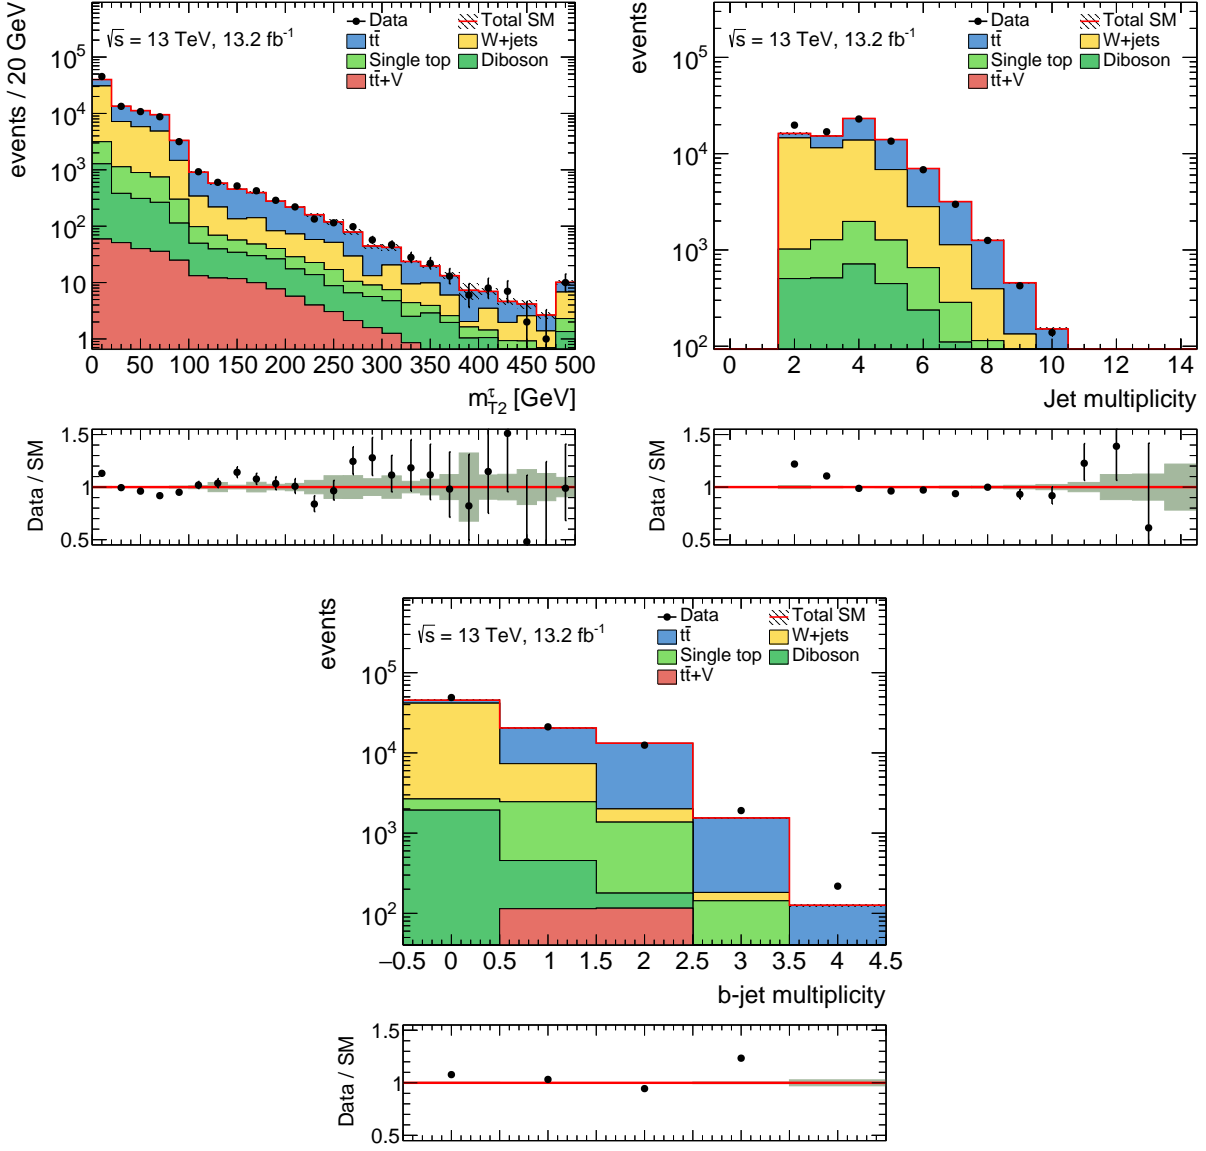 events / 20 GeV
√s = 13 TeV, 13.2 fb⁻¹
Data
Total SM
tt̄
W+jets
Single top
Diboson
tt̄+V
10⁵
10⁴
10³
10²
10
1
0 50 100 150 200 250 300 350 400 450 500
m_T2^τ [GeV]
Data / SM
1.5
1
0.5
events
√s = 13 TeV, 13.2 fb⁻¹
Data
Total SM
tt̄
W+jets
Single top
Diboson
tt̄+V
10⁵
10⁴
10³
10²
0 2 4 6 8 10 12 14
Jet multiplicity
Data / SM
1.5
1
0.5
events
√s = 13 TeV, 13.2 fb⁻¹
Data
Total SM
tt̄
W+jets
Single top
Diboson
tt̄+V
10⁵
10⁴
10³
10²
−0.5 0 0.5 1 1.5 2 2.5 3 3.5 4 4.5
b-jet multiplicity
Data / SM
1.5
1
0.5